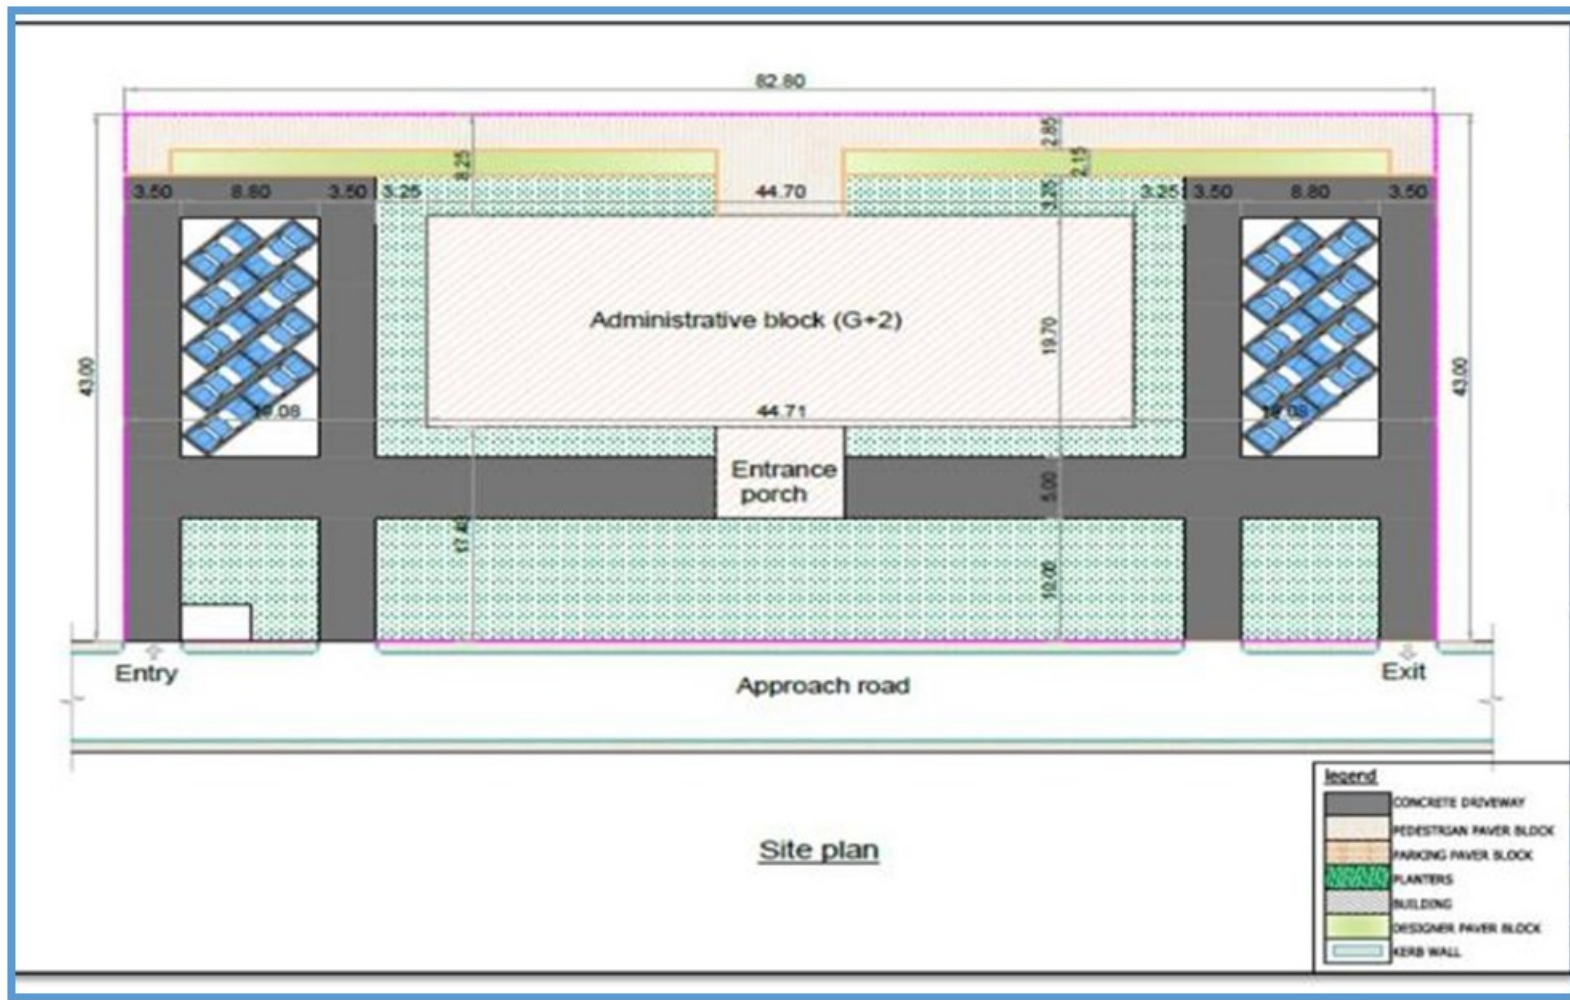 82.80
2.85
8.25
2.15
3.50 8.80 3.50 3.25 44.70 3.25 3.50 8.80 3.50
3.25
Administrative block (G+2)
19.70
43.00
43.00
19.08 44.71 19.08
Entrance
porch
5.00
10.00
Entry
Exit
Approach road
Site plan
legend
CONCRETE DRIVEWAY
PEDESTRIAN PAVER BLOCK
PARKING PAVER BLOCK
PLANTERS
BUILDING
DESIGNER PAVER BLOCK
KERB WALL